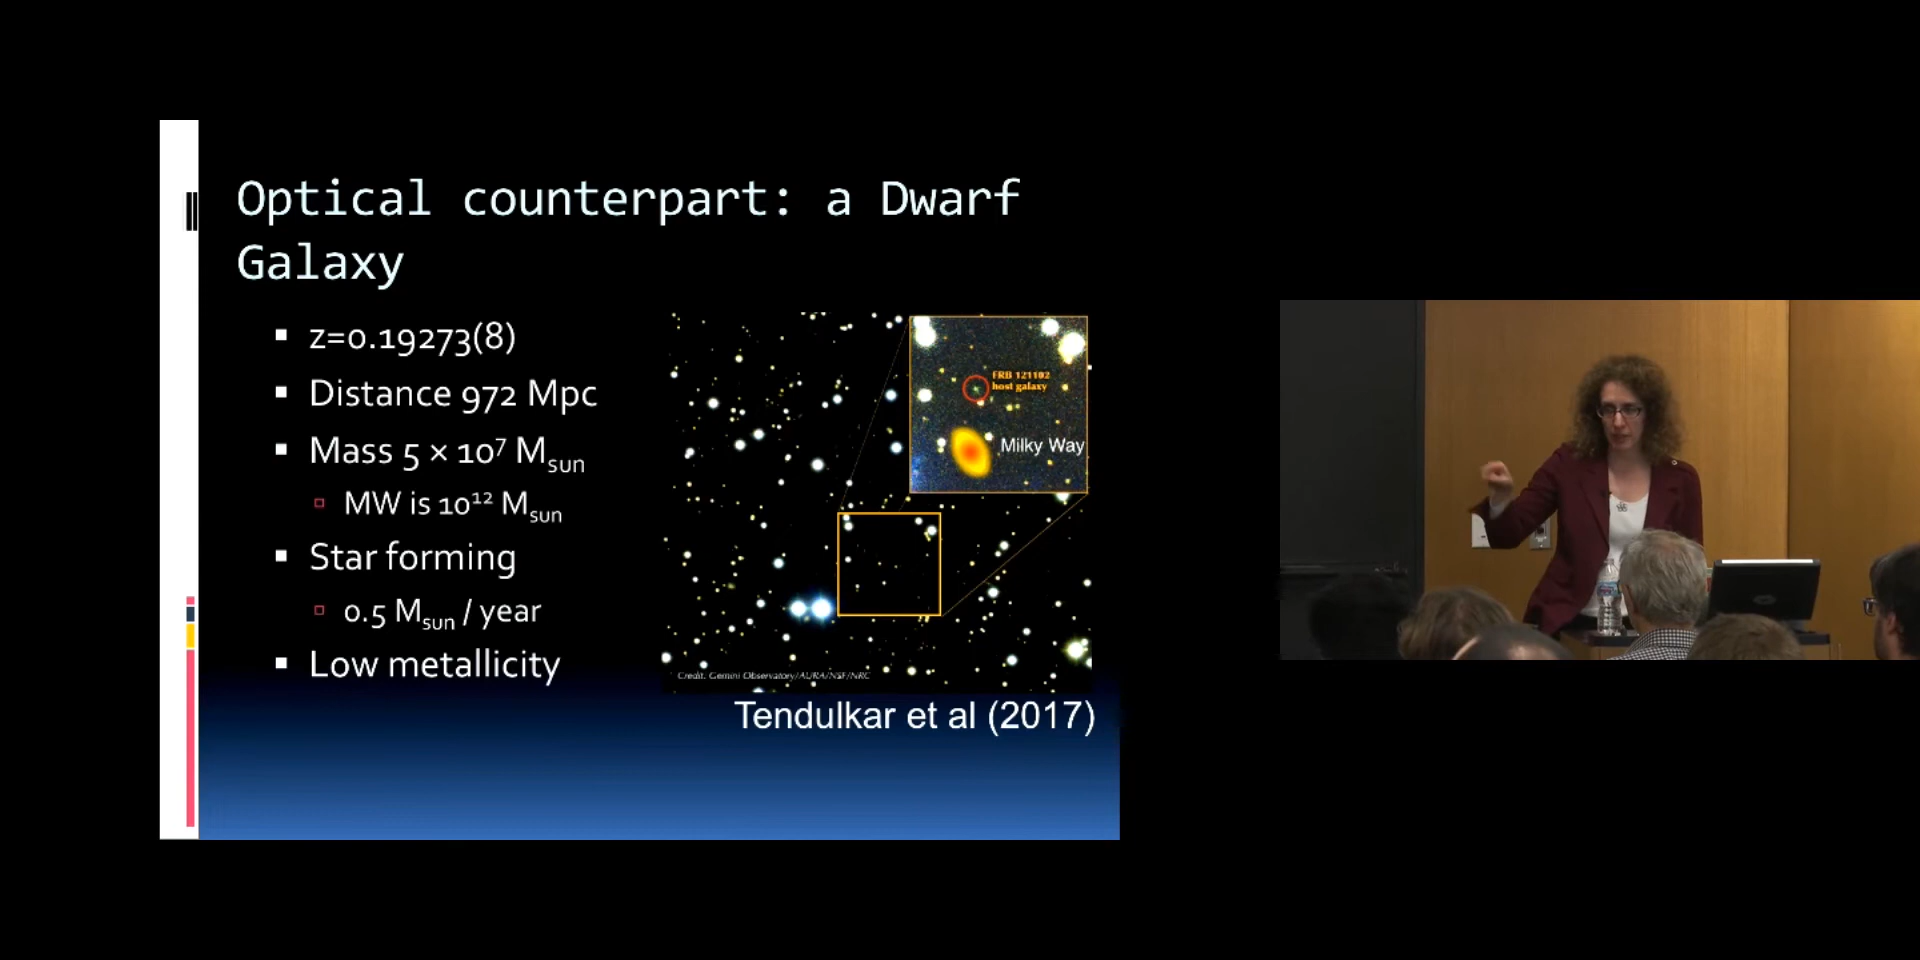 Optical counterpart: a Dwarf
Galaxy
z=0.19273(8)
Distance 972 Mpc
Mass 5 × 10⁷ Msun
MW is 10¹² Msun
Star forming
0.5 Msun / year
Low metallicity
FRB 121102
host galaxy
Milky Way
Credit: Gemini Observatory/AURA/NSF/NRC
Tendulkar et al (2017)